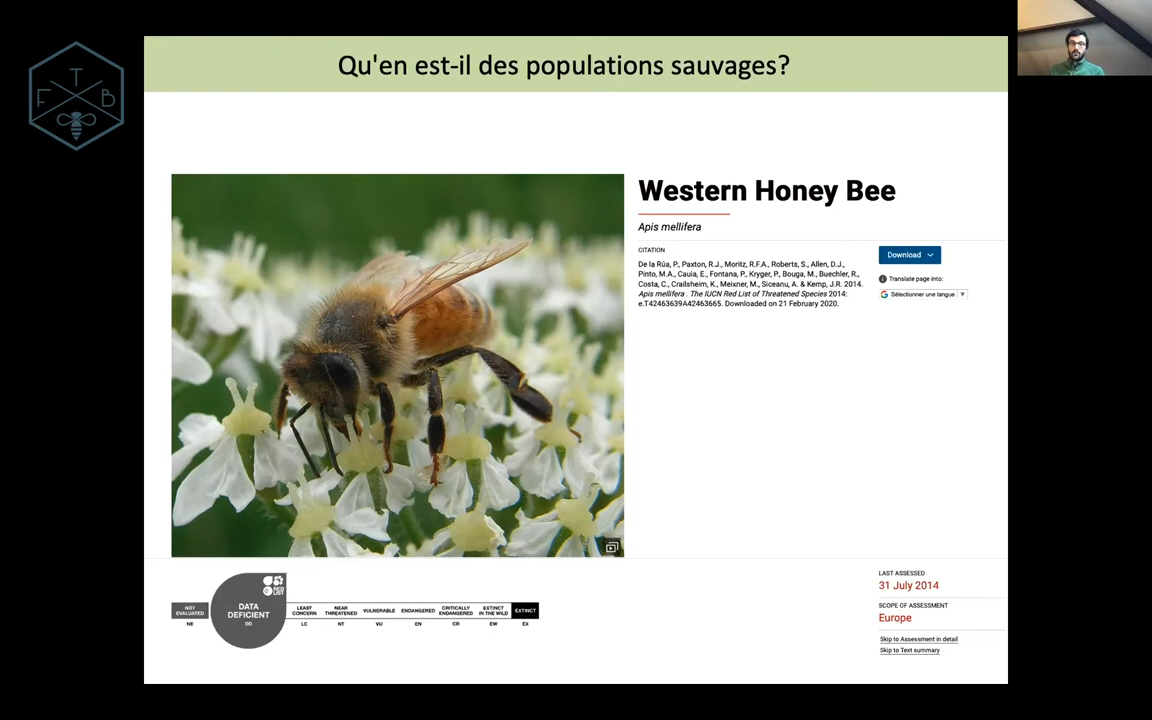 T
F B
Qu'en est-il des populations sauvages?
Western Honey Bee
Apis mellifera
CITATION
De la Rúa, P., Paxton, R.J., Moritz, R.F.A., Roberts, S., Allen, D.J.,
Pinto, M.A., Cauia, E., Fontana, P., Kryger, P., Bouga, M., Buechler, R.,
Costa, C., Crailsheim, K., Meixner, M., Siceanu, A. & Kemp, J.R. 2014.
Apis mellifera . The IUCN Red List of Threatened Species 2014:
e.T42463639A42463665. Downloaded on 21 February 2020.
Download
Translate page into:
G Sélectionner une langue ▼
NOT
EVALUATED
NE
RED
LIST
DATA
DEFICIENT
DD
LEAST
CONCERN
LC
NEAR
THREATENED
NT
VULNERABLE
VU
ENDANGERED
EN
CRITICALLY
ENDANGERED
CR
EXTINCT
IN THE WILD
EW
EXTINCT
EX
LAST ASSESSED
31 July 2014
SCOPE OF ASSESSMENT
Europe
Skip to Assessment in detail
Skip to Text summary